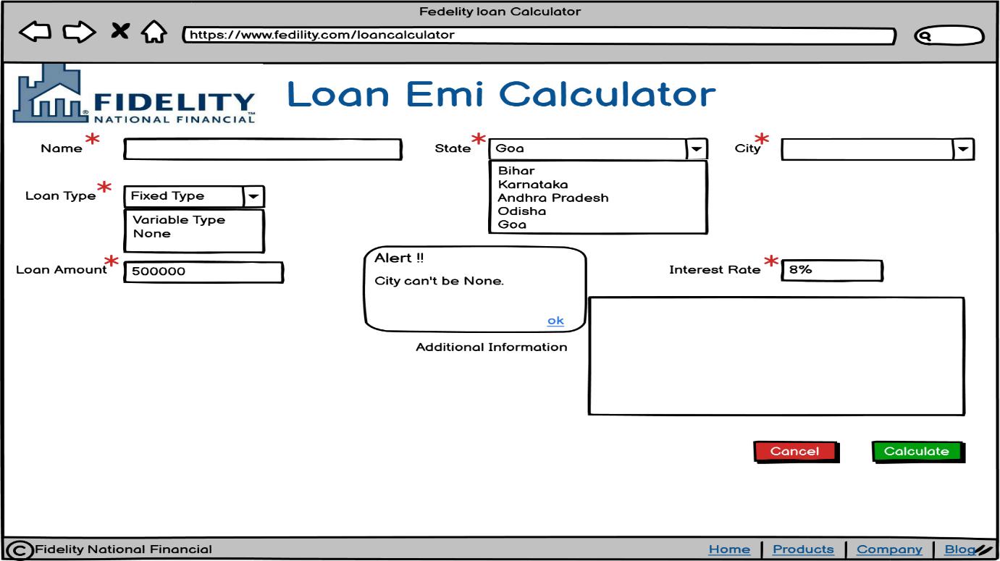 Fedelity loan Calculator
https://www.fedility.com/loancalculator
FIDELITY
NATIONAL FINANCIAL™
®
Loan Emi Calculator
Name *
State * Goa
City *
Bihar
Karnataka
Andhra Pradesh
Odisha
Goa
Loan Type * Fixed Type
Variable Type
None
Loan Amount * 500000
Alert !!
City can't be None.
ok
Interest Rate * 8%
Additional Information
Cancel
Calculate
© Fidelity National Financial
Home | Products | Company | Blog